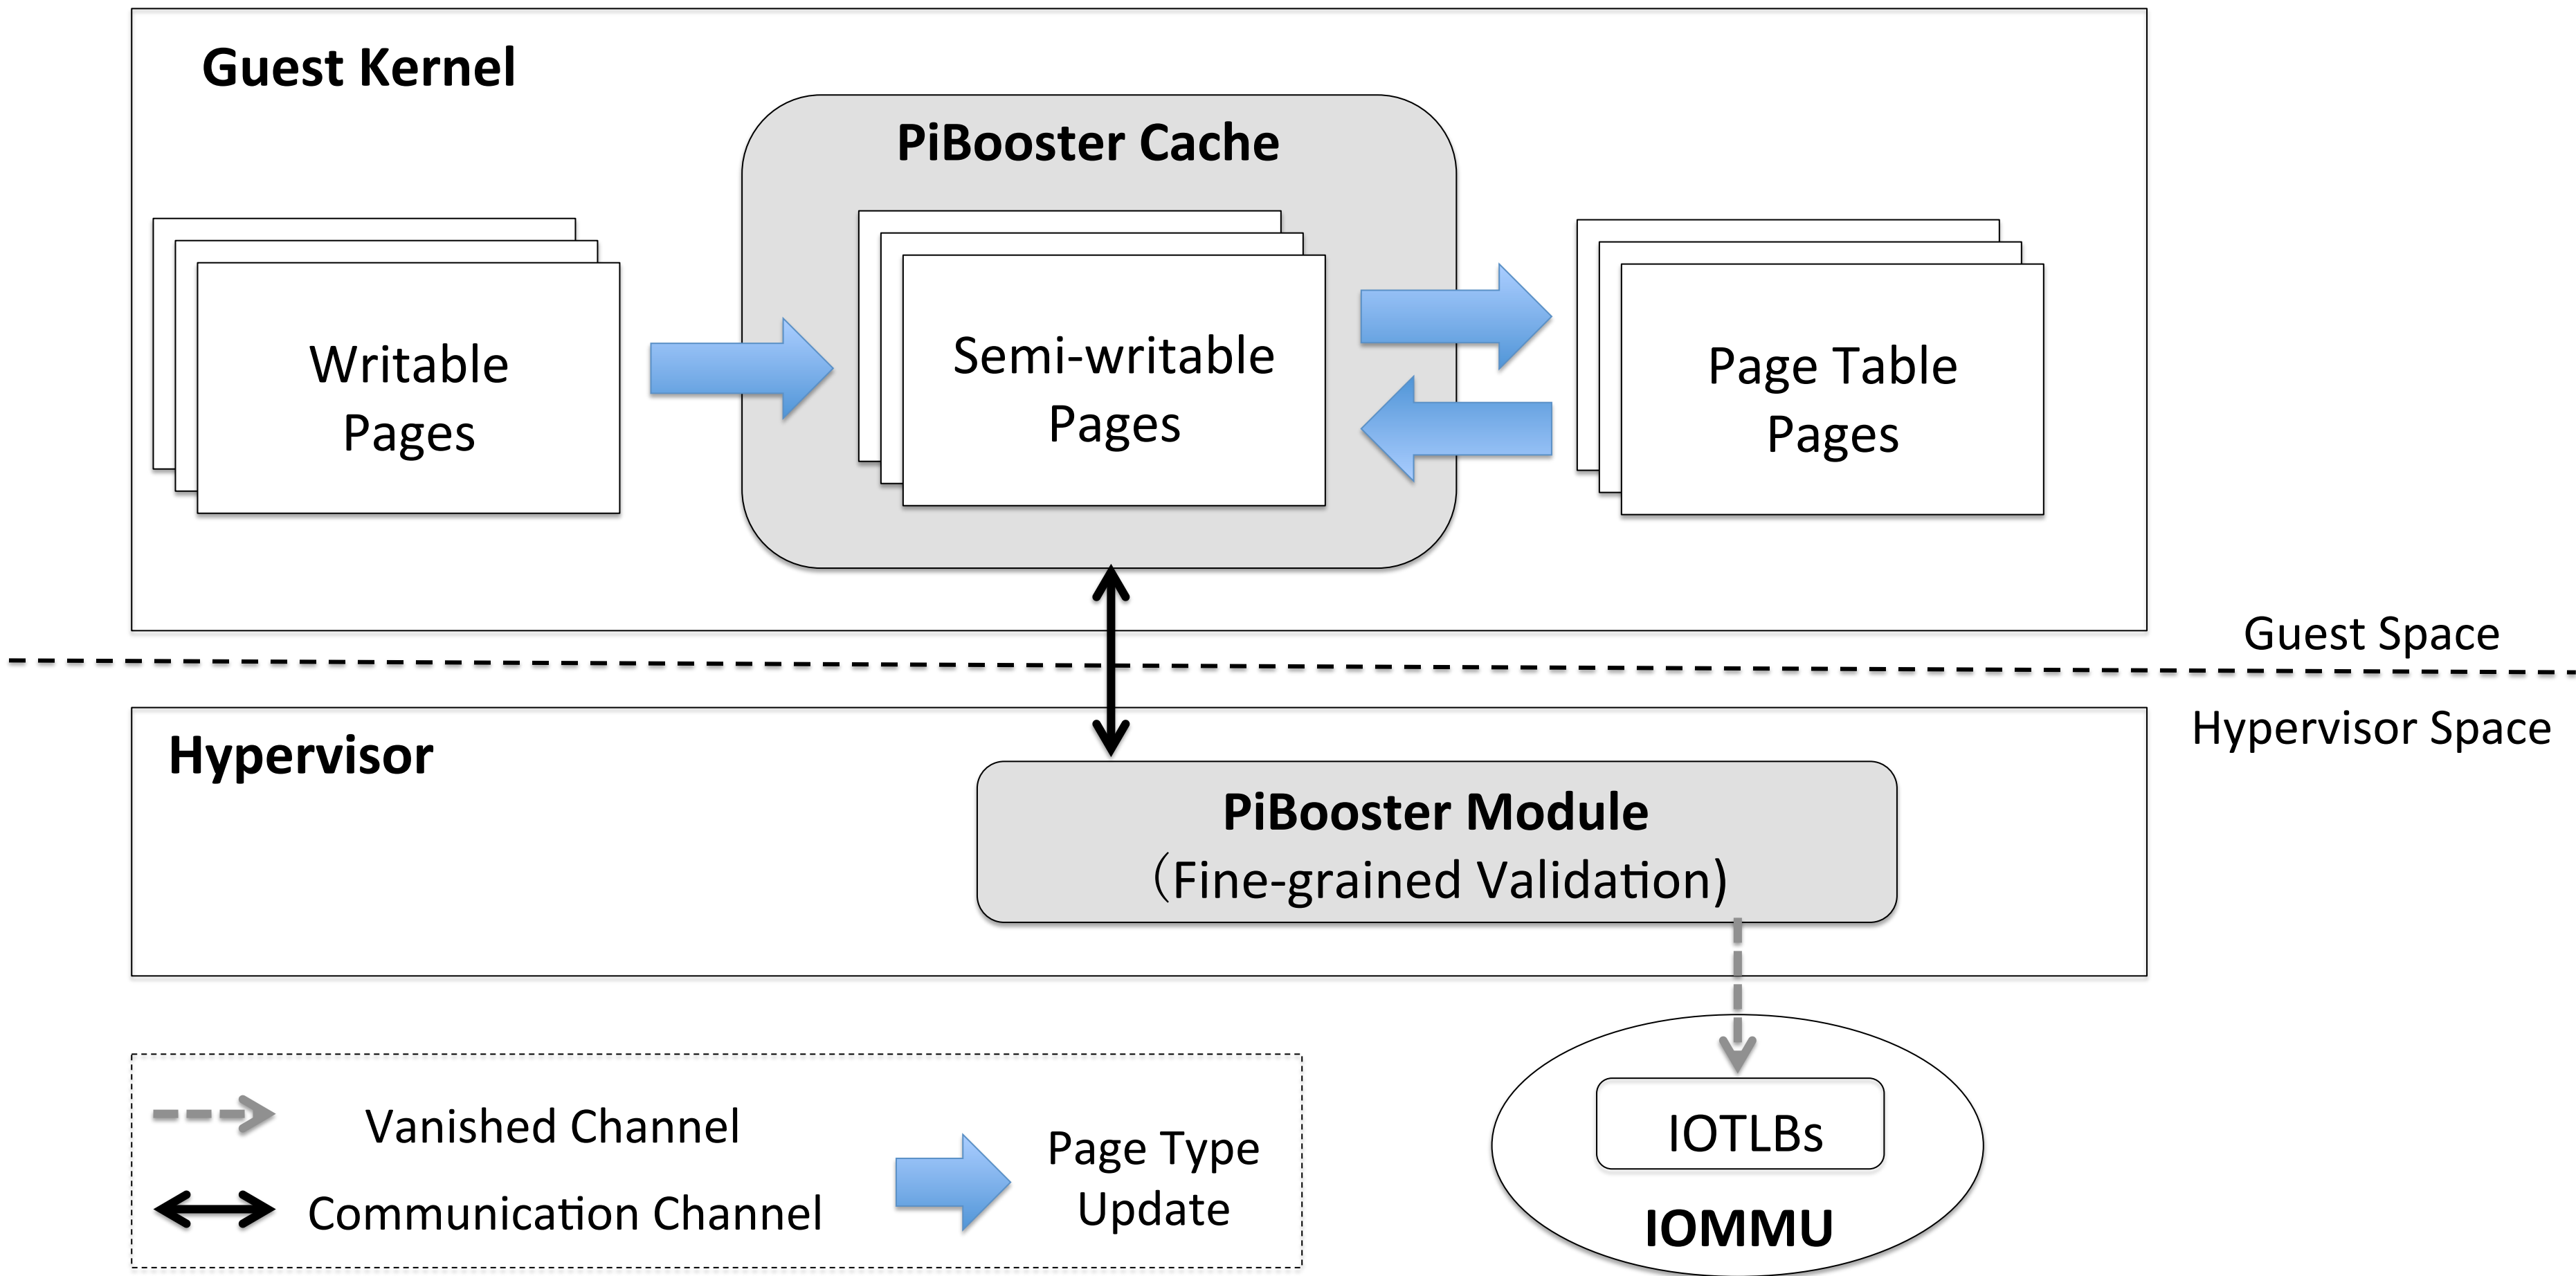 Guest Kernel
PiBooster Cache
Writable
Pages
Semi-writable
Pages
Page Table
Pages
Guest Space
Hypervisor Space
Hypervisor
PiBooster Module
（Fine-grained Validation)
Vanished Channel
Communication Channel
Page Type
Update
IOTLBs
IOMMU